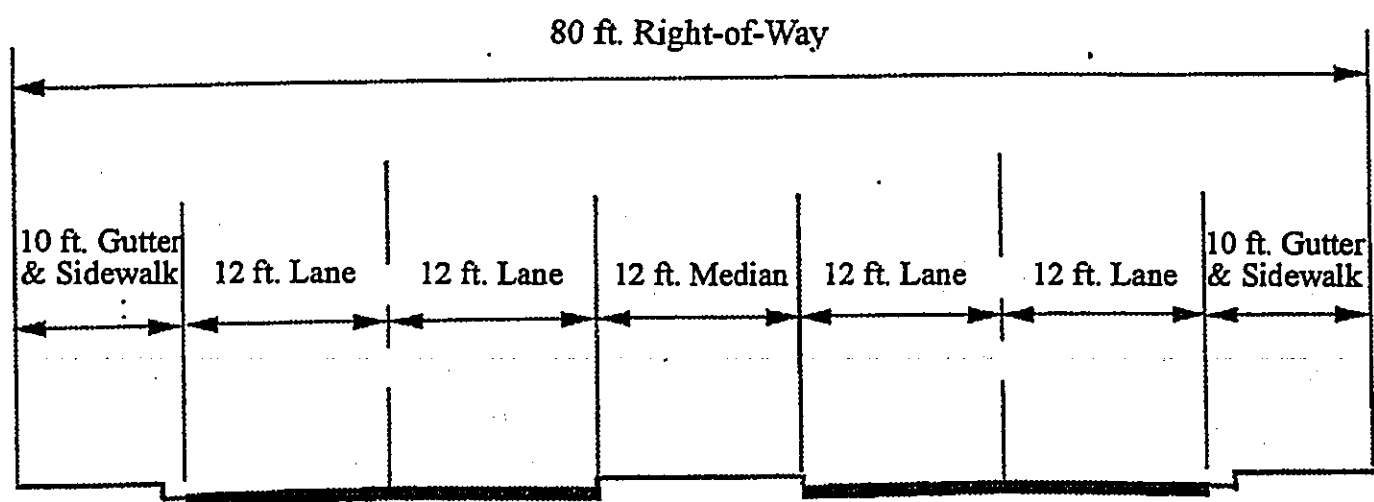 80 ft. Right-of-Way
10 ft. Gutter
& Sidewalk
12 ft. Lane
12 ft. Lane
12 ft. Median
12 ft. Lane
12 ft. Lane
10 ft. Gutter
& Sidewalk